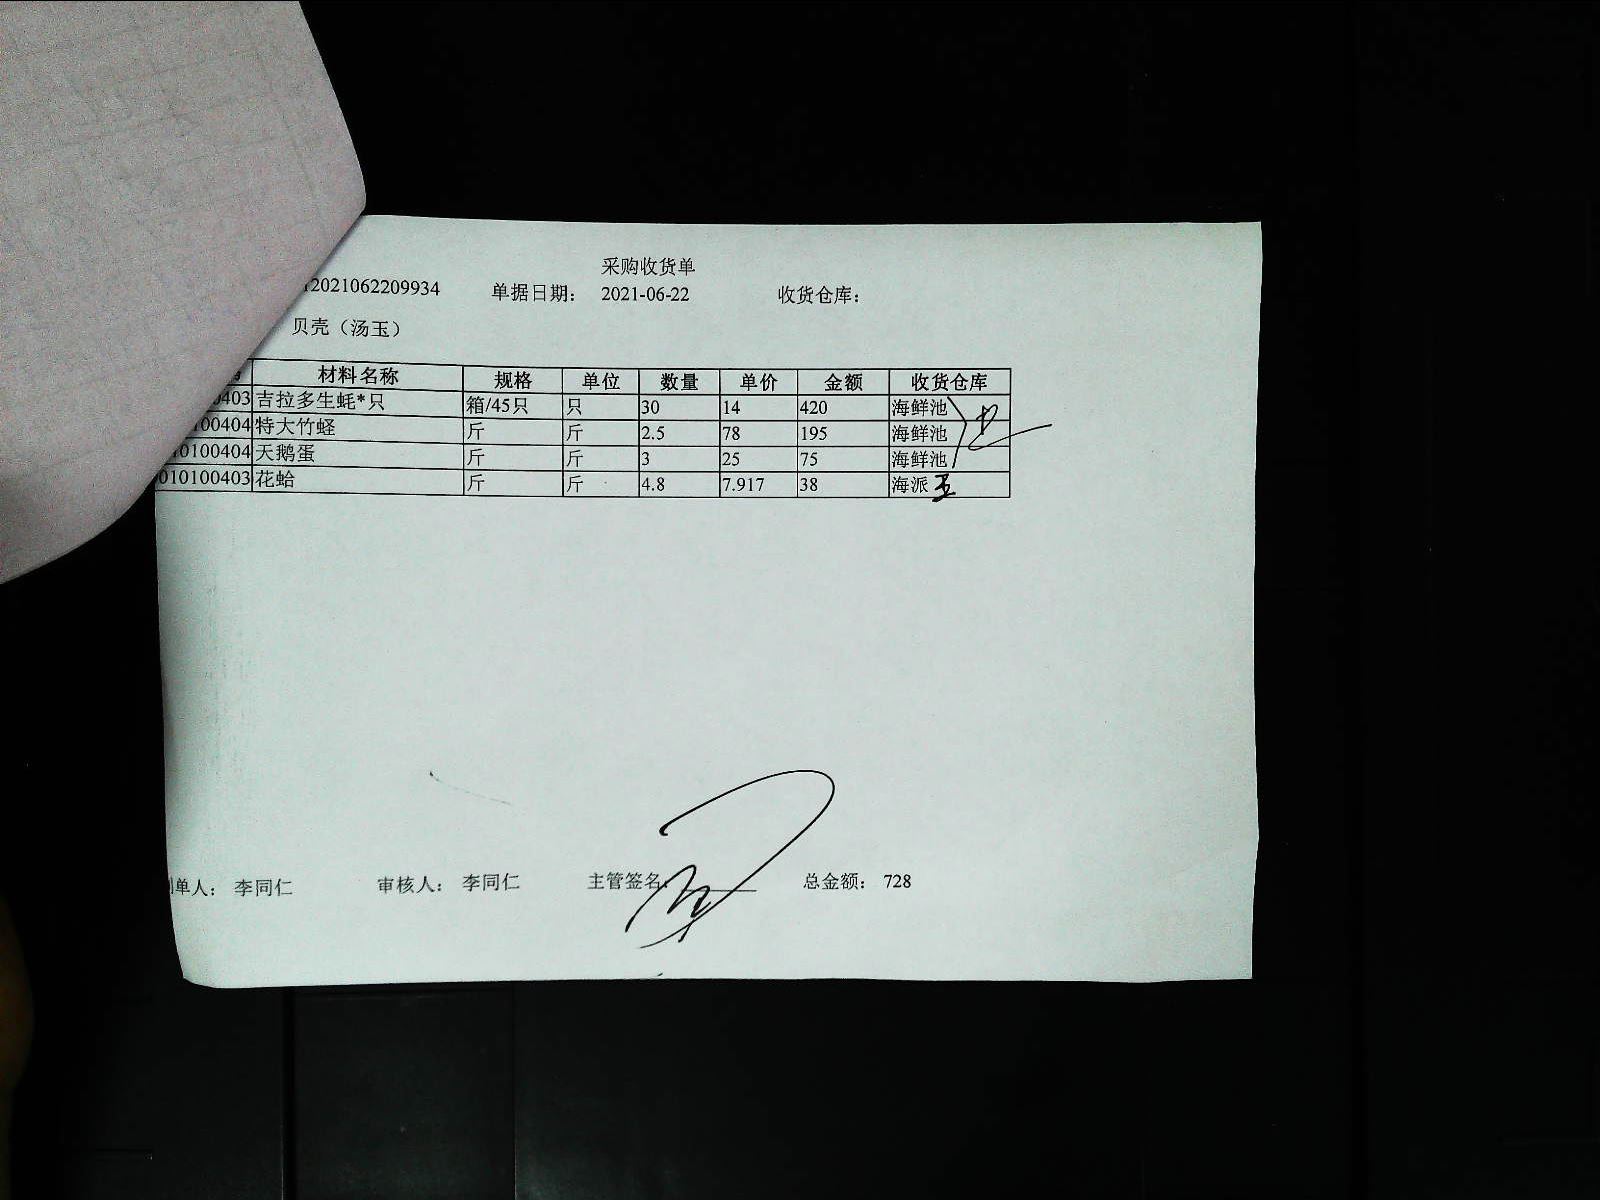 采购收货单
12021062209934 单据日期： 2021-06-22 收货仓库：
贝壳（汤玉）
材料名称 规格 单位 数量 单价 金额 收货仓库
0403 吉拉多生蚝*只 箱/45只 只 30 14 420 海鲜池
100404 特大竹蛏 斤 斤 2.5 78 195 海鲜池
10100404 天鹅蛋 斤 斤 3 25 75 海鲜池
010100403 花蛤 斤 斤 4.8 7.917 38 海派
单人： 李同仁 审核人： 李同仁 主管签名: 总金额： 728